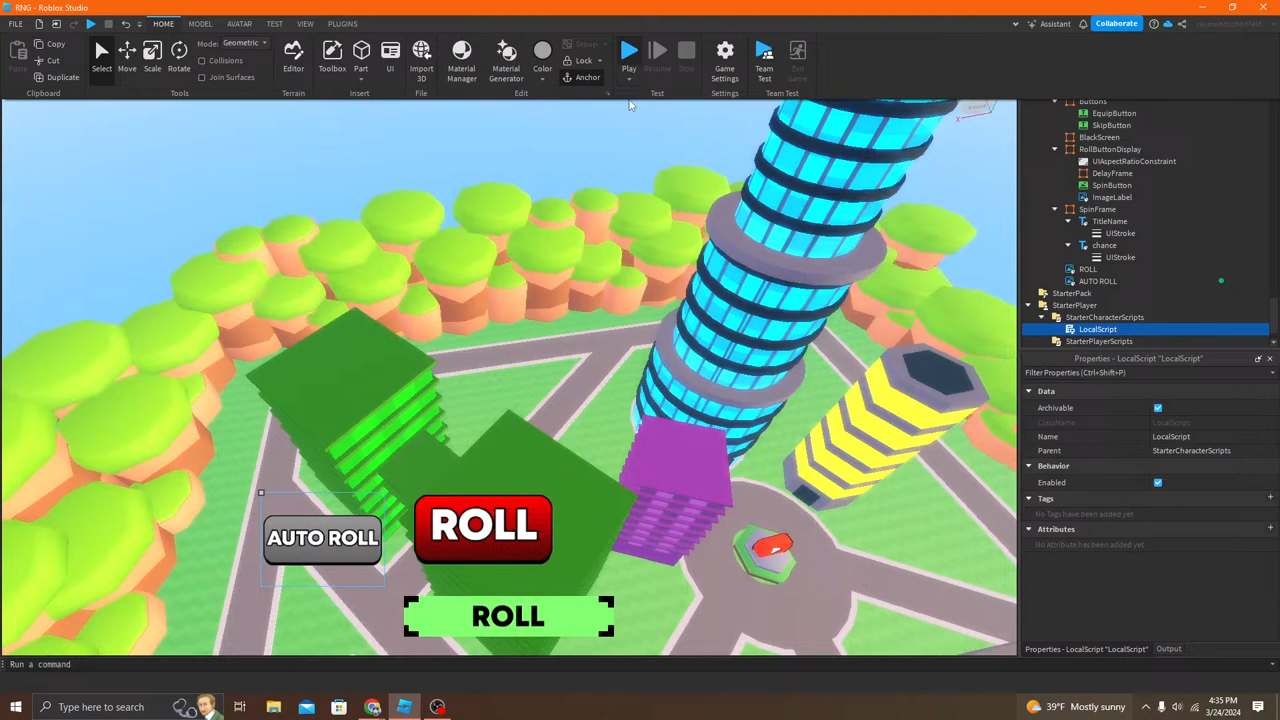 RNG - Roblox Studio
FILE HOME MODEL AVATAR TEST VIEW PLUGINS Assistant Collaborate
Paste Copy Cut Duplicate Clipboard
Select Move Scale Rotate Mode: Geometric Collisions Join Surfaces Tools
Editor Terrain
Toolbox Part UI Insert
Import 3D File
Material Manager Material Generator Color Group Lock Anchor Edit
Play Resume Stop Test
Game Settings Settings
Team Test Exit Game Team Test
Buttons
EquipButton
SkipButton
BlackScreen
RollButtonDisplay
UIAspectRatioConstraint
DelayFrame
SpinButton
ImageLabel
SpinFrame
TitleName
UIStroke
chance
UIStroke
ROLL
AUTO ROLL
StarterPack
StarterPlayer
StarterCharacterScripts
LocalScript
StarterPlayerScripts
Properties - LocalScript "LocalScript"
Filter Properties (Ctrl+Shift+P)
Data
Archivable
ClassName LocalScript
Name LocalScript
Parent StarterCharacterScripts
Behavior
Enabled
Tags
No Tags have been added yet
Attributes
No Attribute has been added yet
X
AUTO ROLL
ROLL
ROLL
Properties - LocalScript "LocalScript" Output
Run a command
Type here to search
39°F Mostly sunny
4:35 PM
3/24/2024